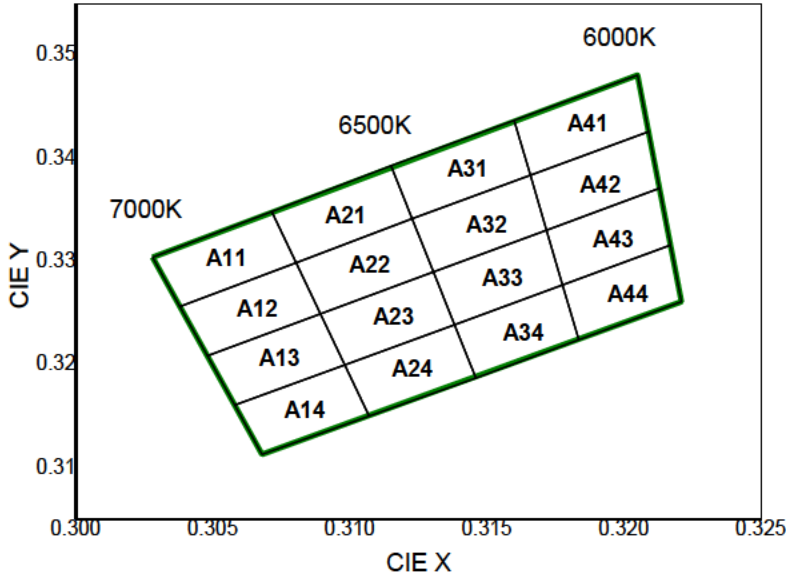 6000K
0.35
A41
6500K
0.34
A31
A42
7000K
A21
A32
A43
0.33
A11
A22
A33
A44
CIE Y
A12
A23
A34
0.32
A13
A24
A14
0.31
0.300
0.305
0.310
0.315
0.320
0.325
CIE X